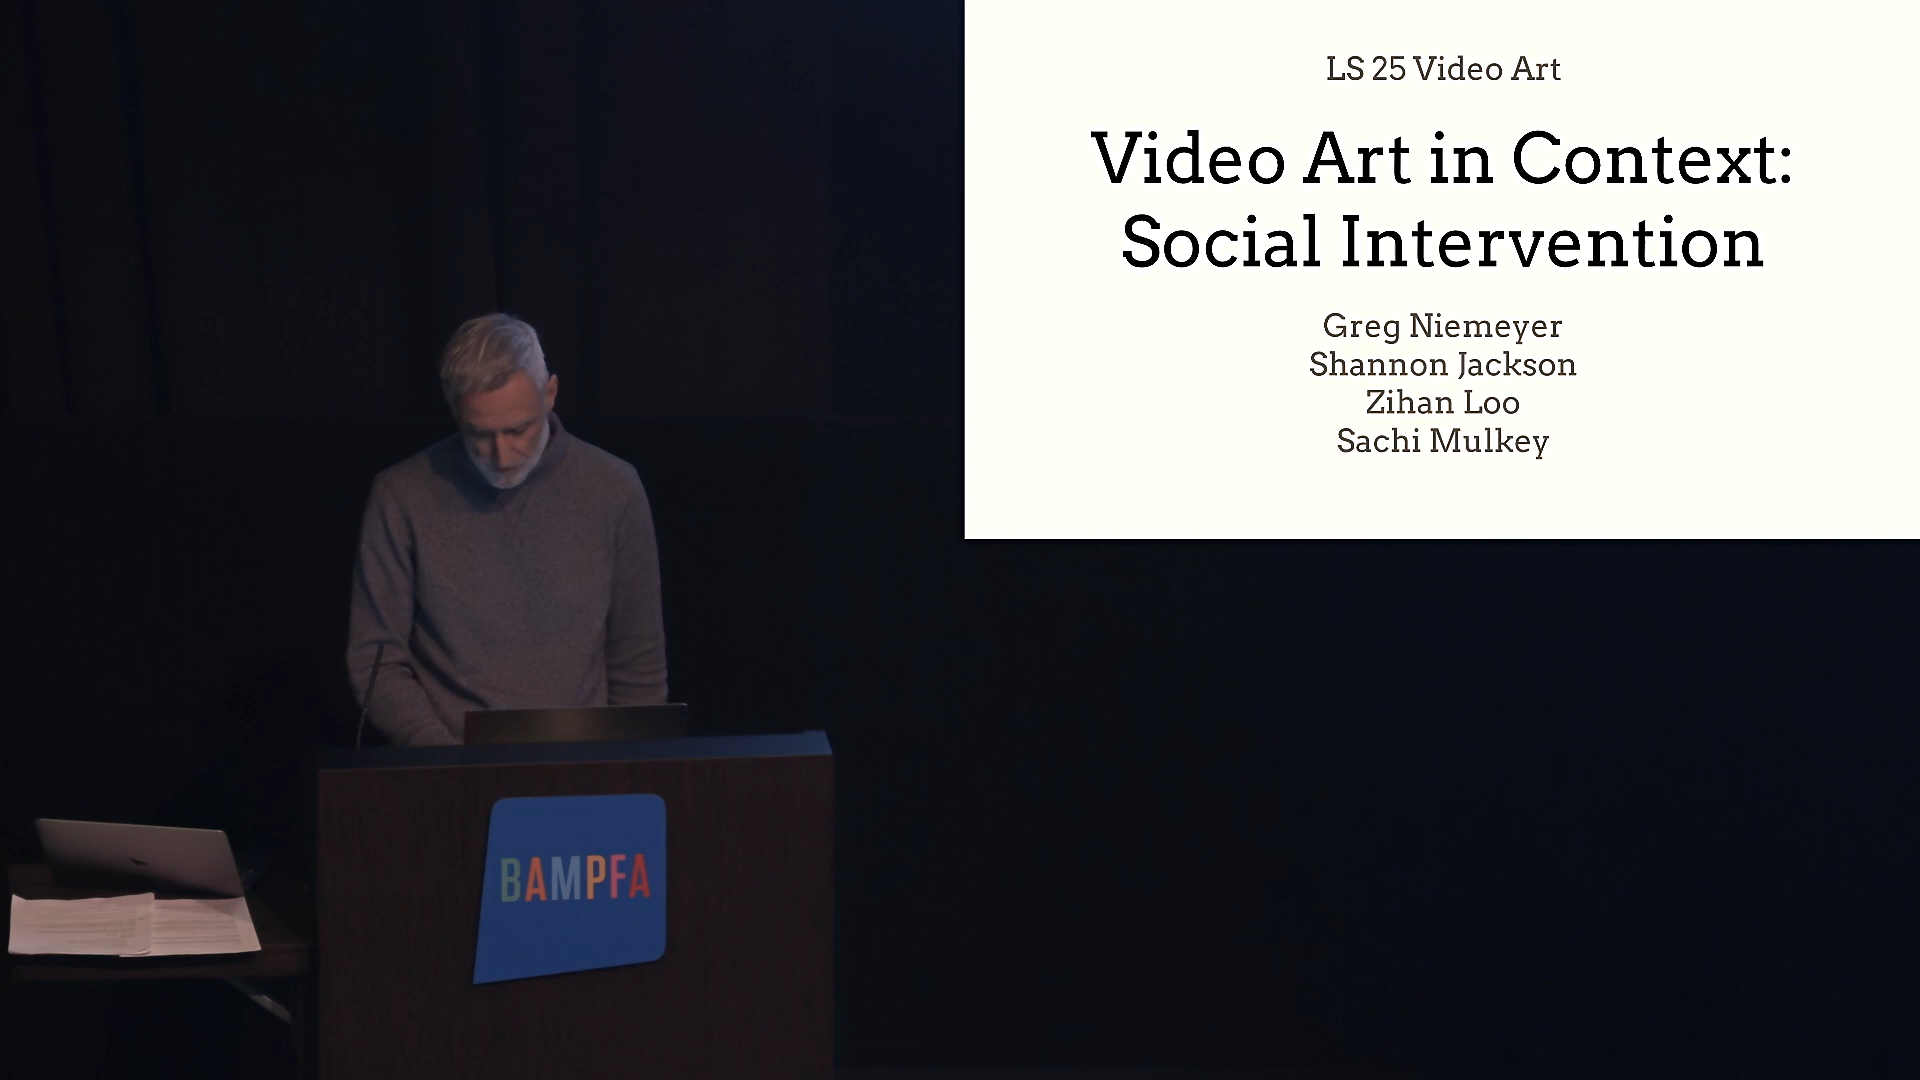 LS 25 Video Art
Video Art in Context:
Social Intervention
Greg Niemeyer
Shannon Jackson
Zihan Loo
Sachi Mulkey
BAMPFA